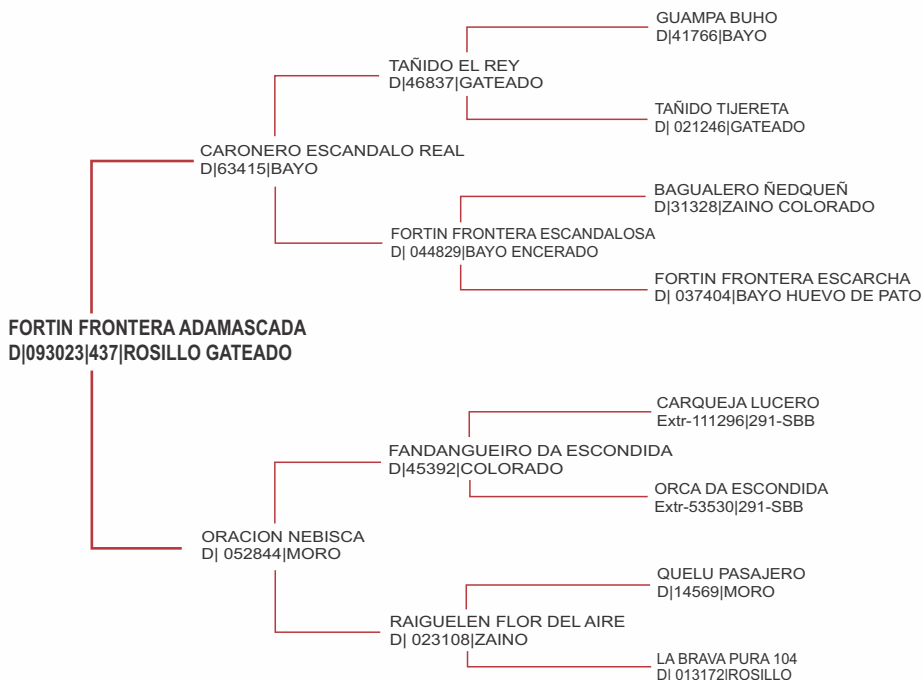 GUAMPA BUHO
D|41766|BAYO
TAÑIDO EL REY
D|46837|GATEADO
TAÑIDO TIJERETA
D| 021246|GATEADO
CARONERO ESCANDALO REAL
D|63415|BAYO
BAGUALERO ÑEDQUEÑ
D|31328|ZAINO COLORADO
FORTIN FRONTERA ESCANDALOSA
D| 044829|BAYO ENCERADO
FORTIN FRONTERA ESCARCHA
D| 037404|BAYO HUEVO DE PATO
FORTIN FRONTERA ADAMASCADA
D|093023|437|ROSILLO GATEADO
CARQUEJA LUCERO
Extr-111296|291-SBB
FANDANGUEIRO DA ESCONDIDA
D|45392|COLORADO
ORCA DA ESCONDIDA
Extr-53530|291-SBB
ORACION NEBISCA
D| 052844|MORO
QUELU PASAJERO
D|14569|MORO
RAIGUELEN FLOR DEL AIRE
D| 023108|ZAINO
LA BRAVA PURA 104
D| 013172|ROSILLO